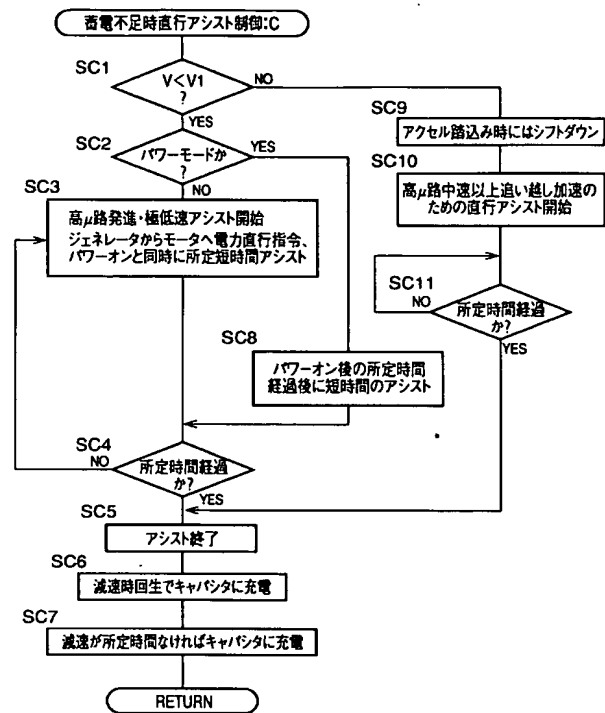 蓄電不足時直行アシスト制御:C
SC1
V<V1
?
NO
YES
SC2
パワーモードか
?
YES
NO
SC3
高μ路発進・極低速アシスト開始
ジェネレータからモータへ電力直行指令、
パワーオンと同時に所定短時間アシスト
SC8
パワーオン後の所定時間
経過後に短時間のアシスト
SC9
アクセル踏込み時にはシフトダウン
SC10
高μ路中速以上追い越し加速の
ための直行アシスト開始
SC11
所定時間経過
か?
NO
YES
SC4
所定時間経過
か?
NO
YES
SC5
アシスト終了
SC6
減速時回生でキャパシタに充電
SC7
減速が所定時間なければキャパシタに充電
RETURN